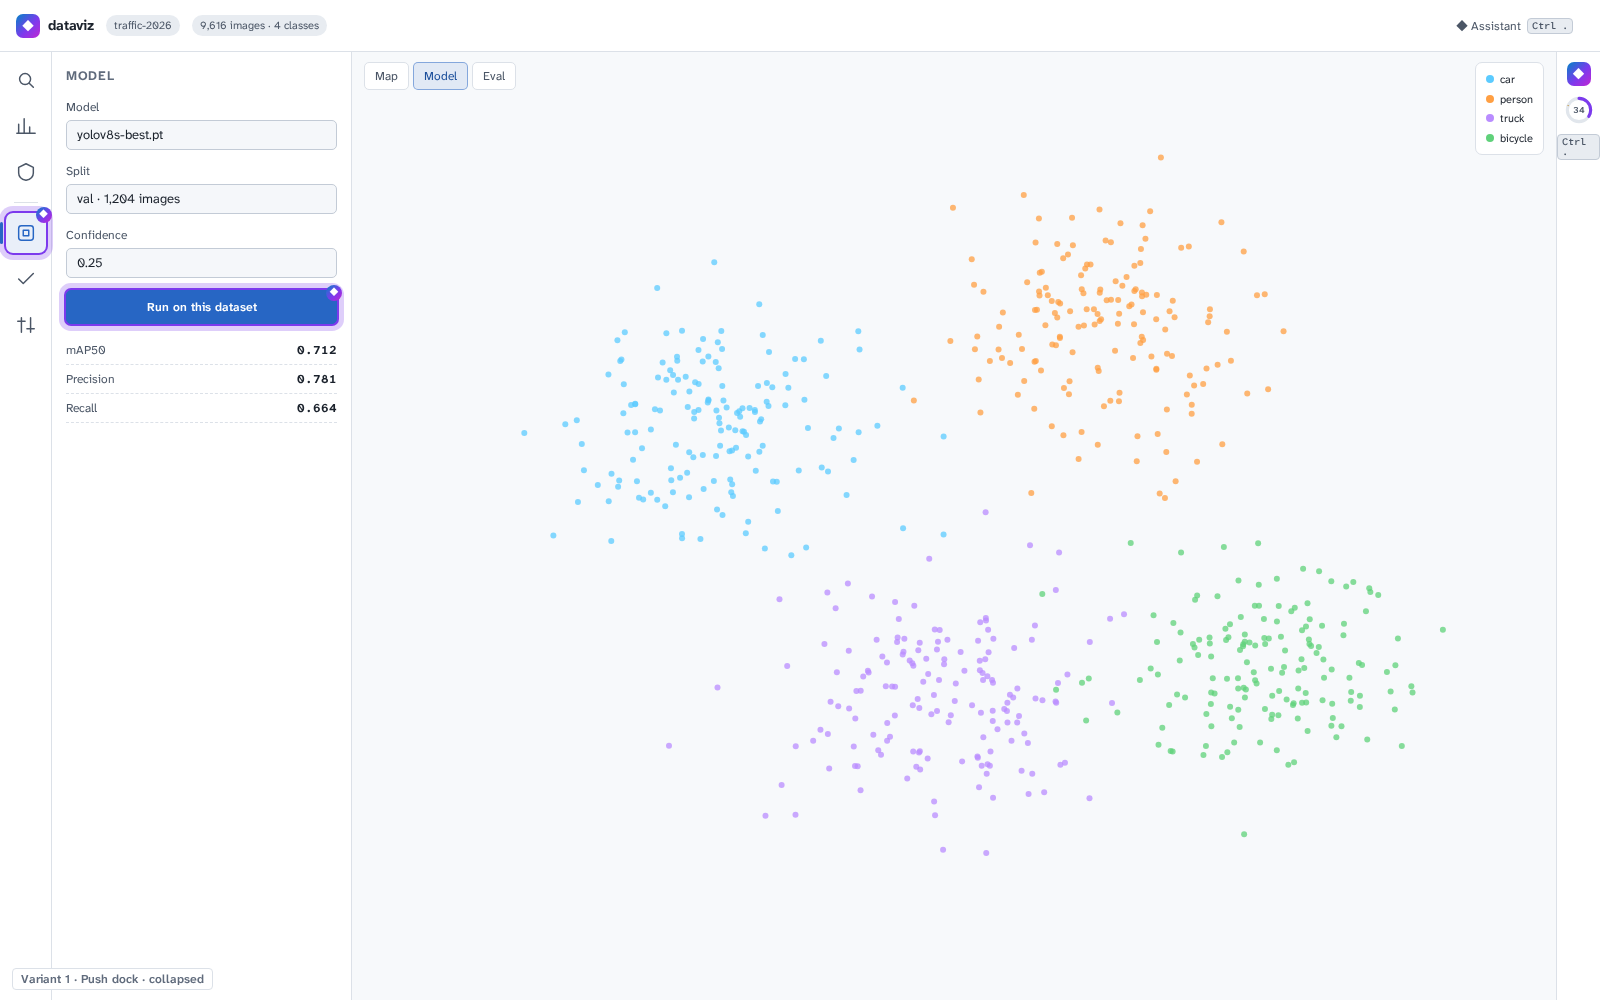 dataviz
traffic-2026
9,616 images · 4 classes
Assistant
Ctrl .
MODEL
Model
yolov8s-best.pt
Split
val · 1,204 images
Confidence
0.25
Run on this dataset
mAP50
0.712
Precision
0.781
Recall
0.664
Map
Model
Eval
car
person
truck
bicycle
34
Ctrl
.
Variant 1 · Push dock · collapsed